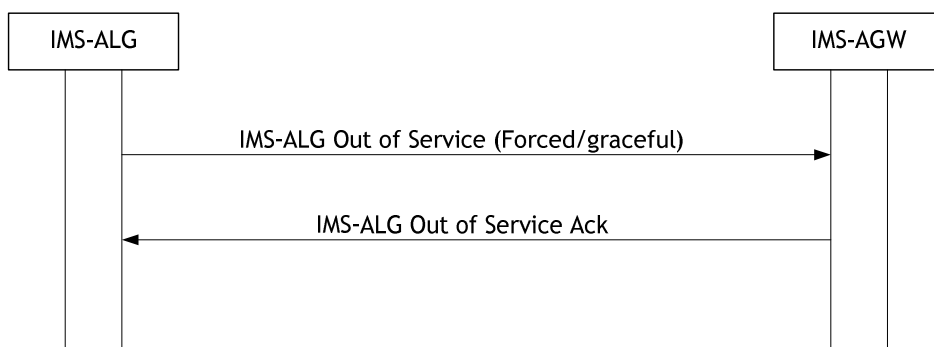 IMS-ALG
IMS-AGW
IMS-ALG Out of Service (Forced/graceful)
IMS-ALG Out of Service Ack